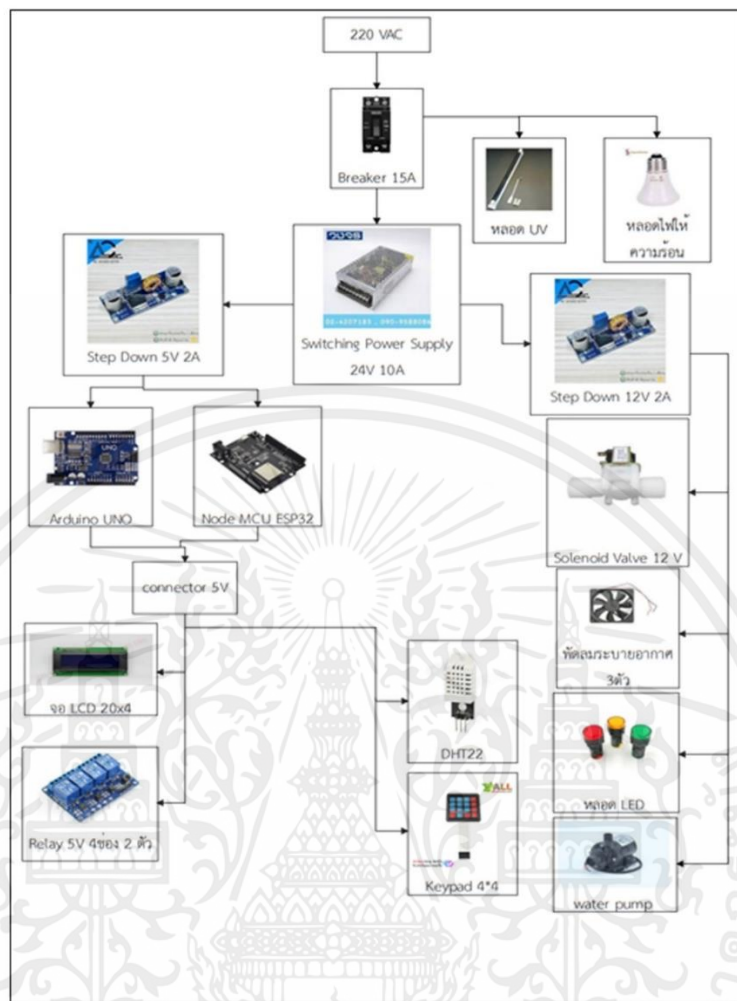 220 VAC
Breaker 15A
หลอด UV
หลอดไฟให้
ความร้อน
Step Down 5V 2A
Switching Power Supply
24V 10A
Step Down 12V 2A
Arduino UNO
Node MCU ESP32
Solenoid Valve 12 V
connector 5V
พัดลมระบายอากาศ
3ตัว
จอ LCD 20x4
DHT22
หลอด LED
Relay 5V 4ช่อง 2 ตัว
Keypad 4*4
water pump